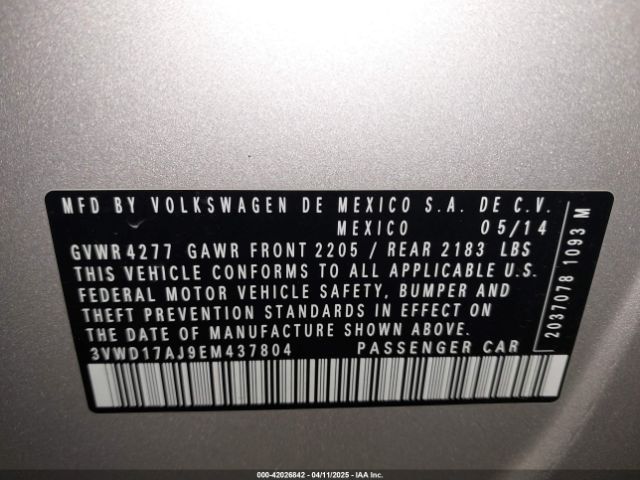 MFD BY VOLKSWAGEN DE MEXICO S.A. DE C.V.
MEXICO 05/14
GVWR 4277 GAWR FRONT 2205 / REAR 2183 LBS
THIS VEHICLE CONFORMS TO ALL APPLICABLE U.S.
FEDERAL MOTOR VEHICLE SAFETY, BUMPER AND
THEFT PREVENTION STANDARDS IN EFFECT ON
THE DATE OF MANUFACTURE SHOWN ABOVE.
3VWD17AJ9EM437804 PASSENGER CAR
2037078 1093 M
000-42026842 - 04/11/2025 - IAA Inc.